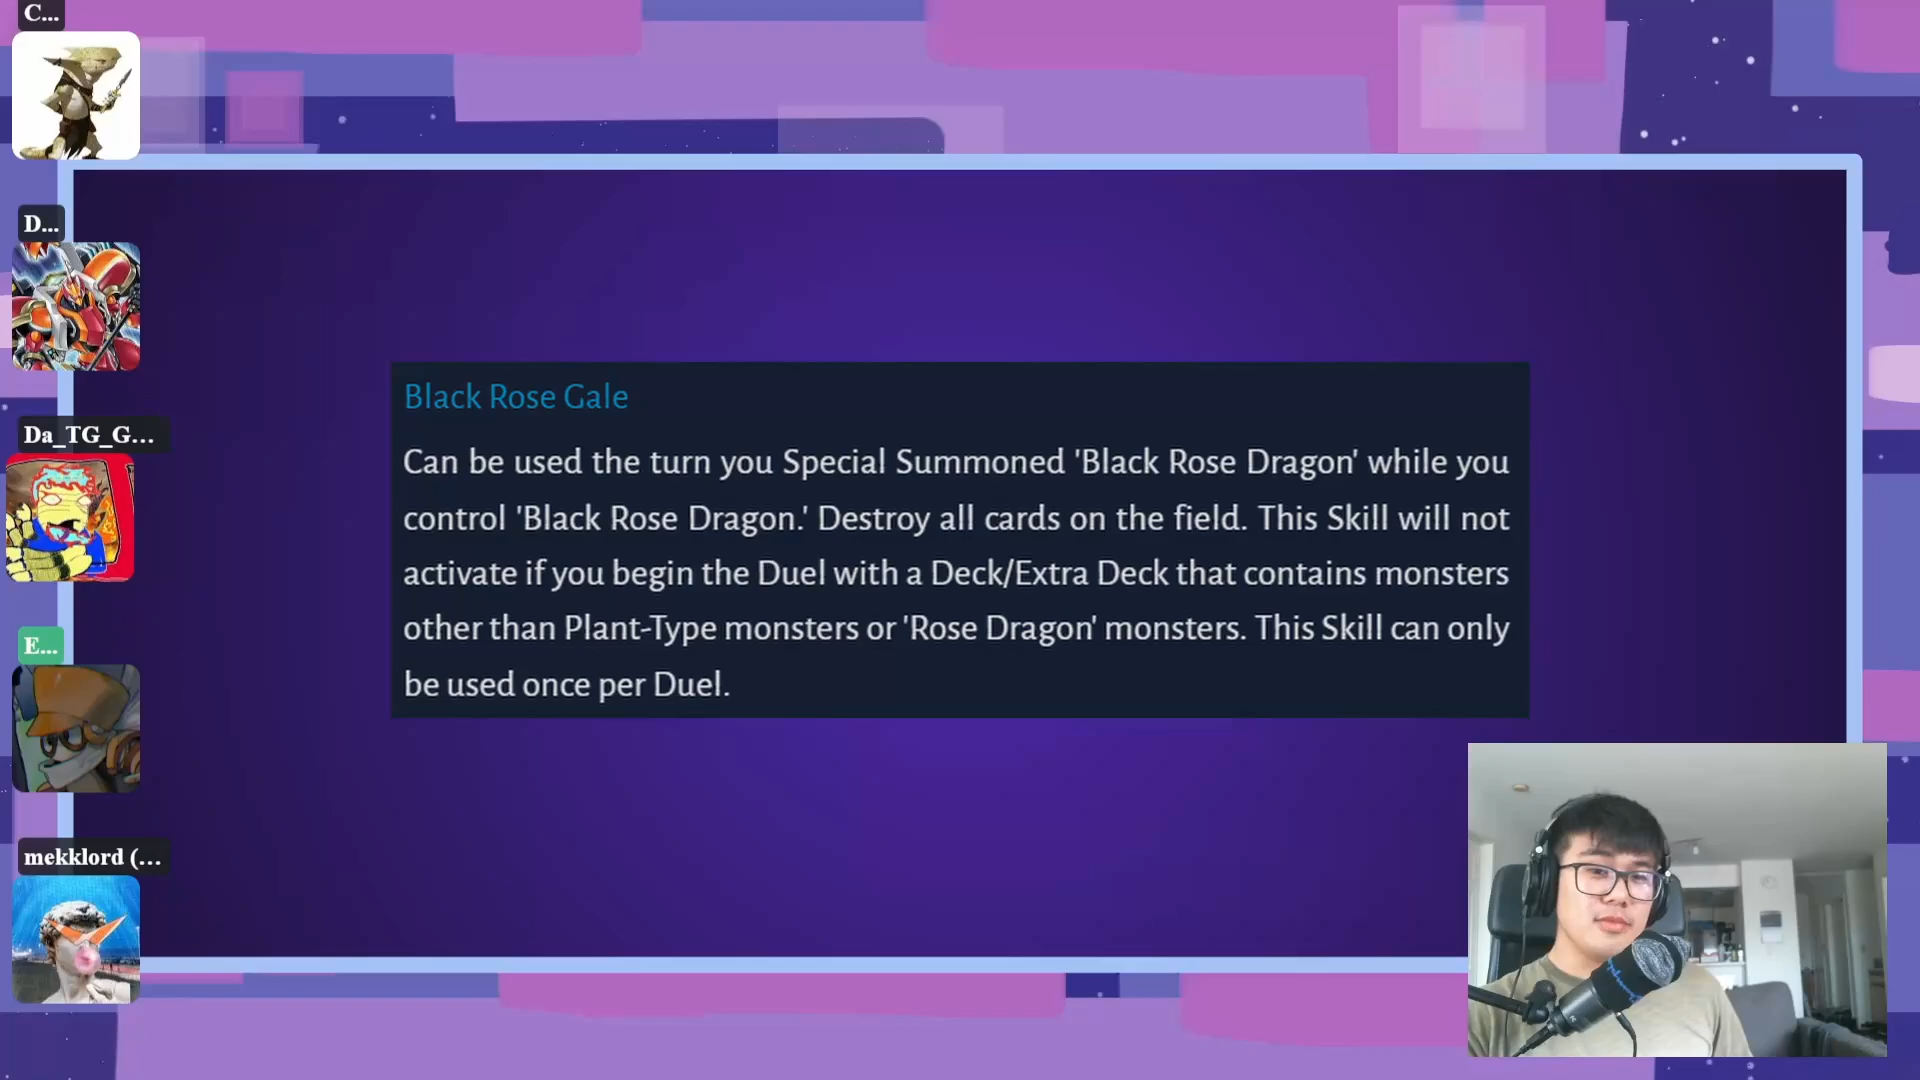 C...
D...
Da_TG_G...
E...
mekklord (...
Black Rose Gale
Can be used the turn you Special Summoned 'Black Rose Dragon' while you
control 'Black Rose Dragon.' Destroy all cards on the field. This Skill will not
activate if you begin the Duel with a Deck/Extra Deck that contains monsters
other than Plant-Type monsters or 'Rose Dragon' monsters. This Skill can only
be used once per Duel.